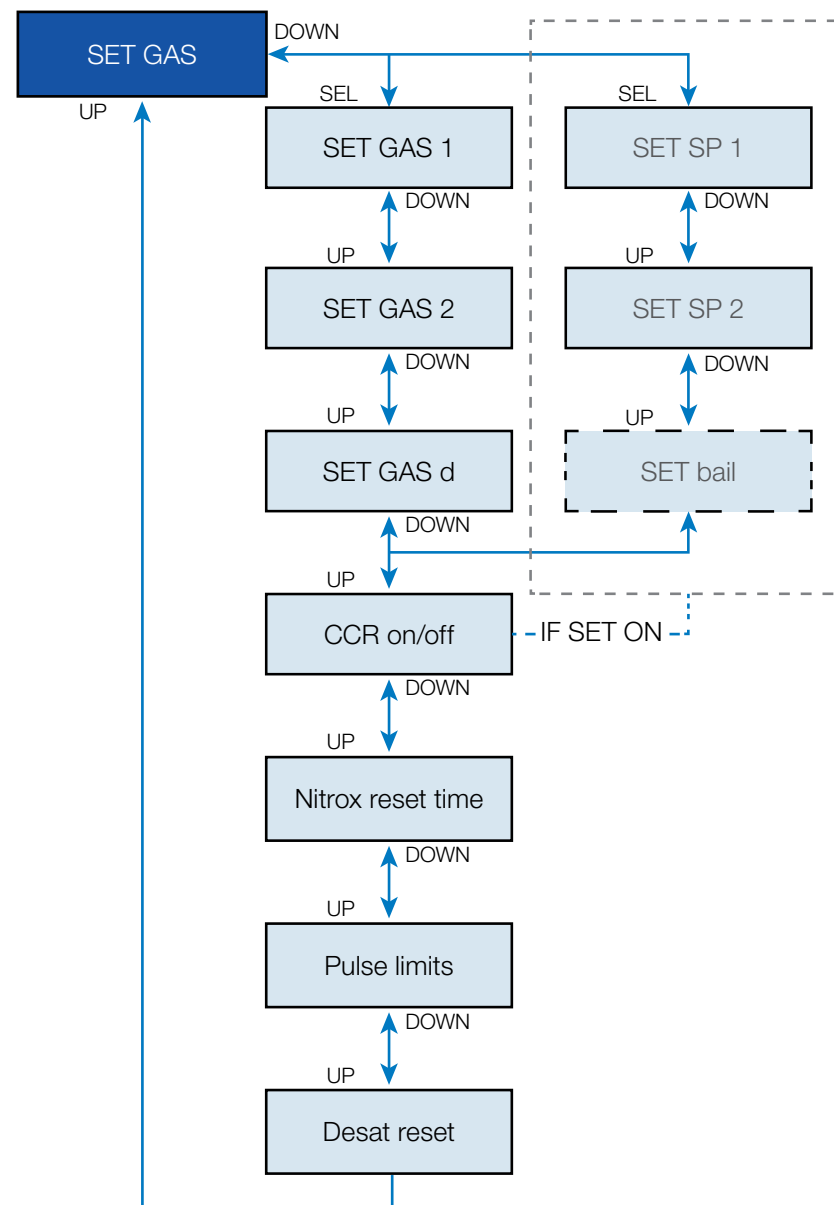 SET GAS
DOWN
UP
SEL
SEL
SET GAS 1
SET SP 1
DOWN
DOWN
UP
UP
SET GAS 2
SET SP 2
DOWN
DOWN
UP
UP
SET GAS d
SET bail
DOWN
UP
CCR on/off
IF SET ON
DOWN
UP
Nitrox reset time
DOWN
UP
Pulse limits
DOWN
UP
Desat reset